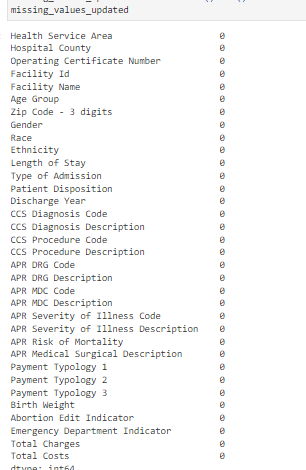 missing_values_updated
Health Service Area 0
Hospital County 0
Operating Certificate Number 0
Facility Id 0
Facility Name 0
Age Group 0
Zip Code - 3 digits 0
Gender 0
Race 0
Ethnicity 0
Length of Stay 0
Type of Admission 0
Patient Disposition 0
Discharge Year 0
CCS Diagnosis Code 0
CCS Diagnosis Description 0
CCS Procedure Code 0
CCS Procedure Description 0
APR DRG Code 0
APR DRG Description 0
APR MDC Code 0
APR MDC Description 0
APR Severity of Illness Code 0
APR Severity of Illness Description 0
APR Risk of Mortality 0
APR Medical Surgical Description 0
Payment Typology 1 0
Payment Typology 2 0
Payment Typology 3 0
Birth Weight 0
Abortion Edit Indicator 0
Emergency Department Indicator 0
Total Charges 0
Total Costs 0
dtype: int64